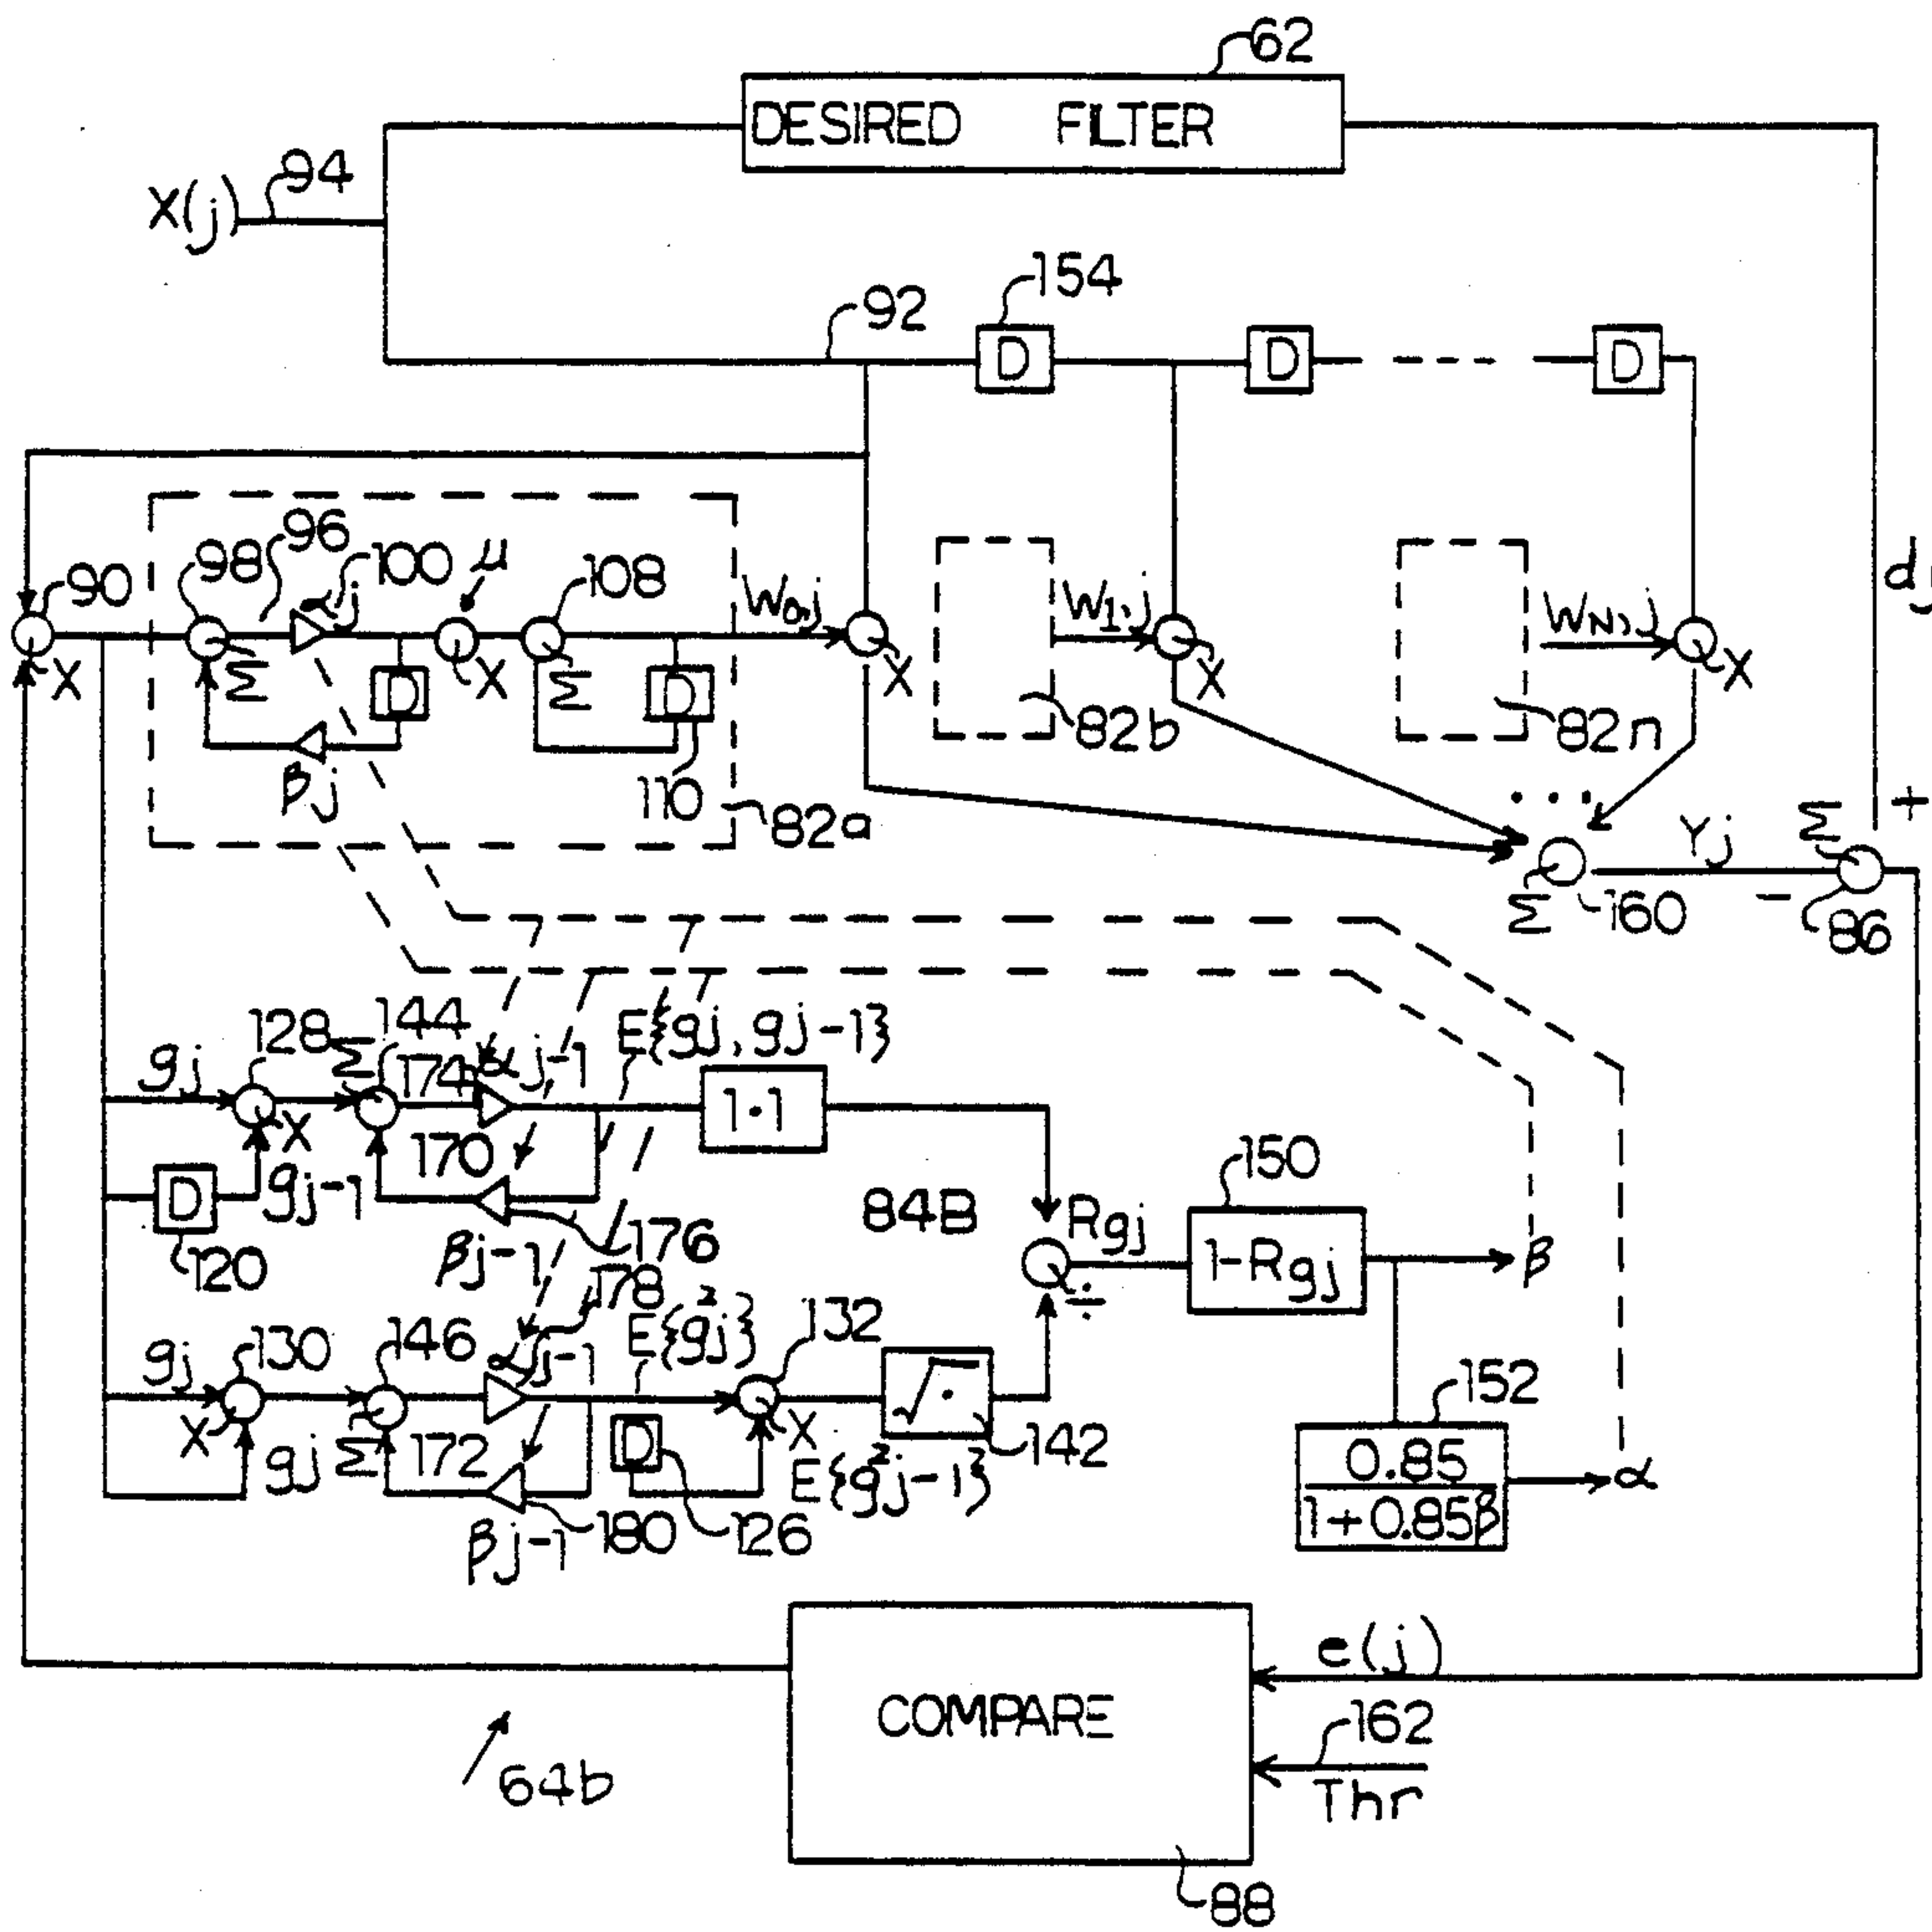 62
DESIRED FILTER
94
X(j)
154
92
D
D
D
90
98
96
αj
100
μ
108
W0,j
W1,j
WN,j
dj
X
Σ
D
X
Σ
D
X
X
X
βj
110
82a
82b
82n
...
+
Σ
Yj
Σ
160
-
86
128
Σ
144
174
αj-1
E{gj, gj-1}
gj
X
170
|·|
D
gj-1
120
βj-1
176
84B
Rgj
150
1-Rgj
β
÷
178
gj
130
146
αj-1
E{g²j}
132
√·
152
X
gj
Σ
172
D
X
E{g²j-1}
142
0.85
1+0.85β
α
βj-1
180
126
e(j)
COMPARE
162
Thr
64b
88